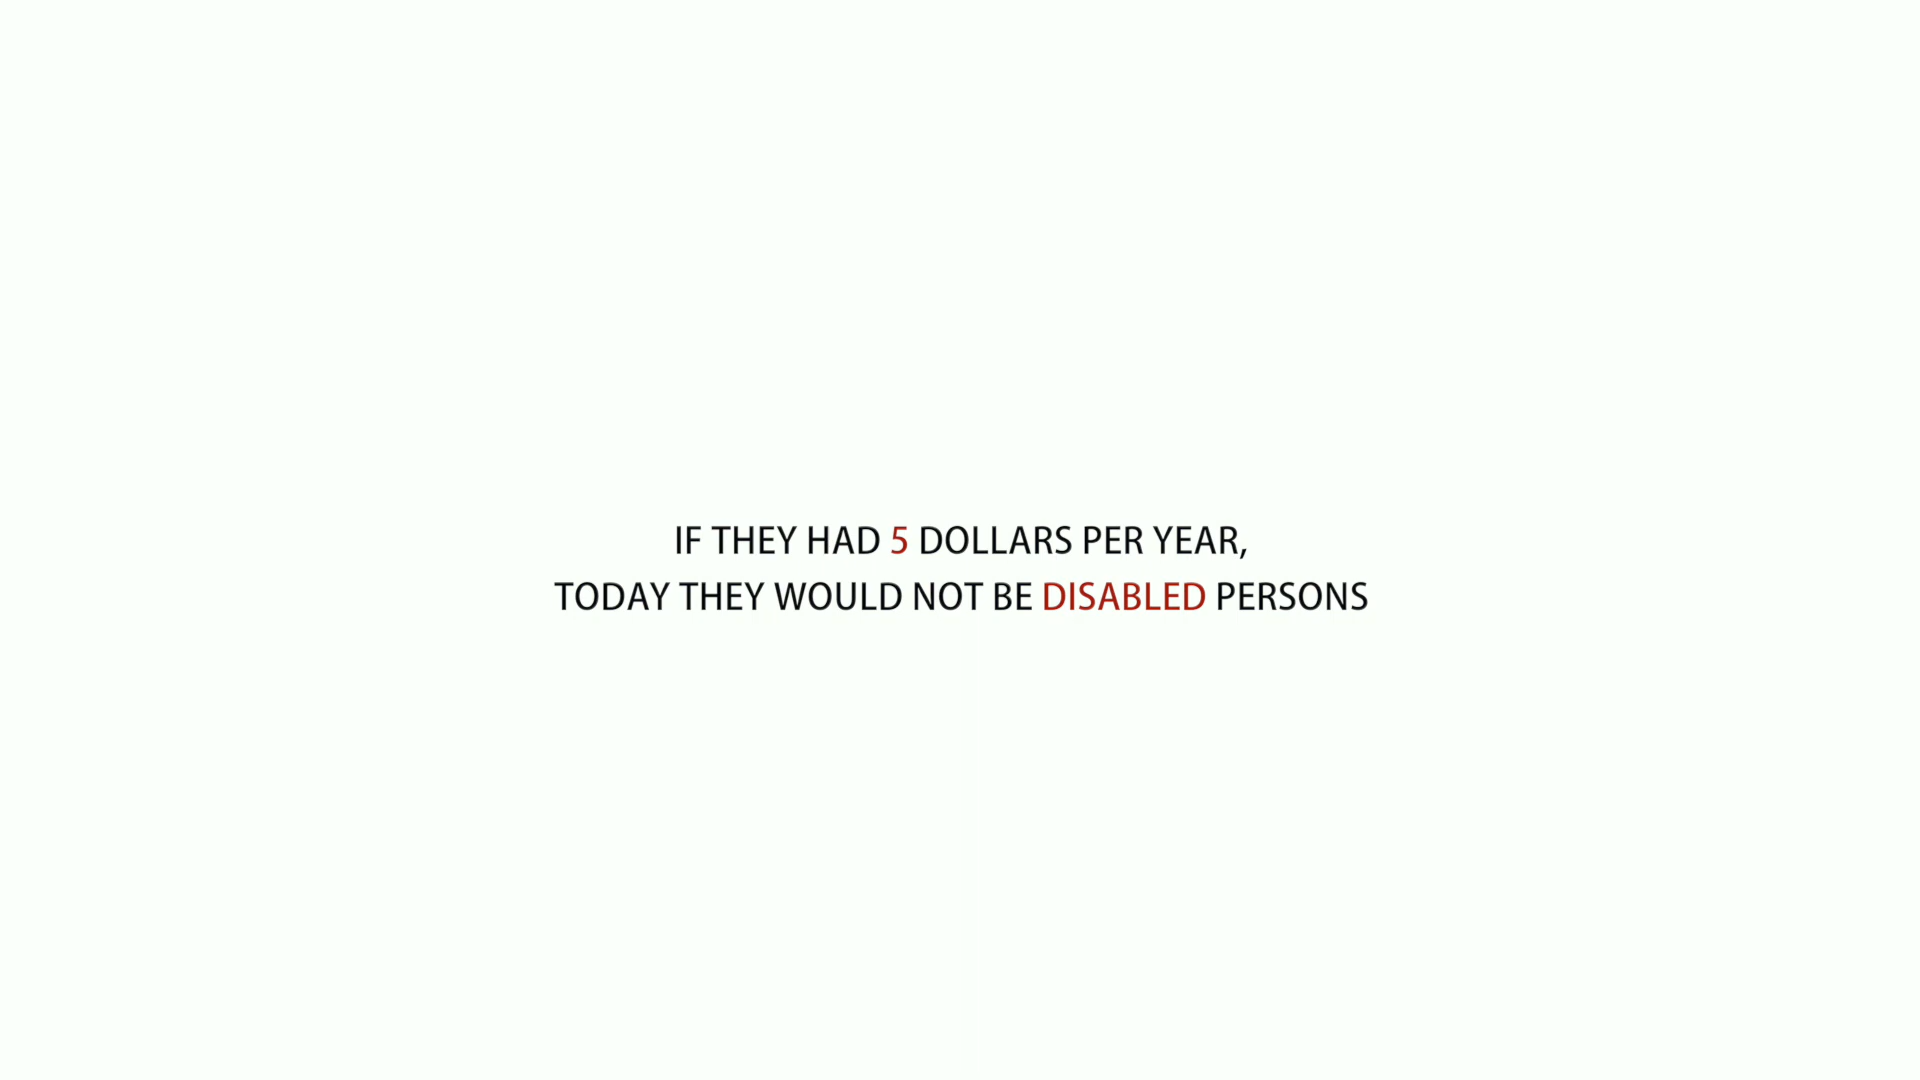 IF THEY HAD 5 DOLLARS PER YEAR,
TODAY THEY WOULD NOT BE DISABLED PERSONS